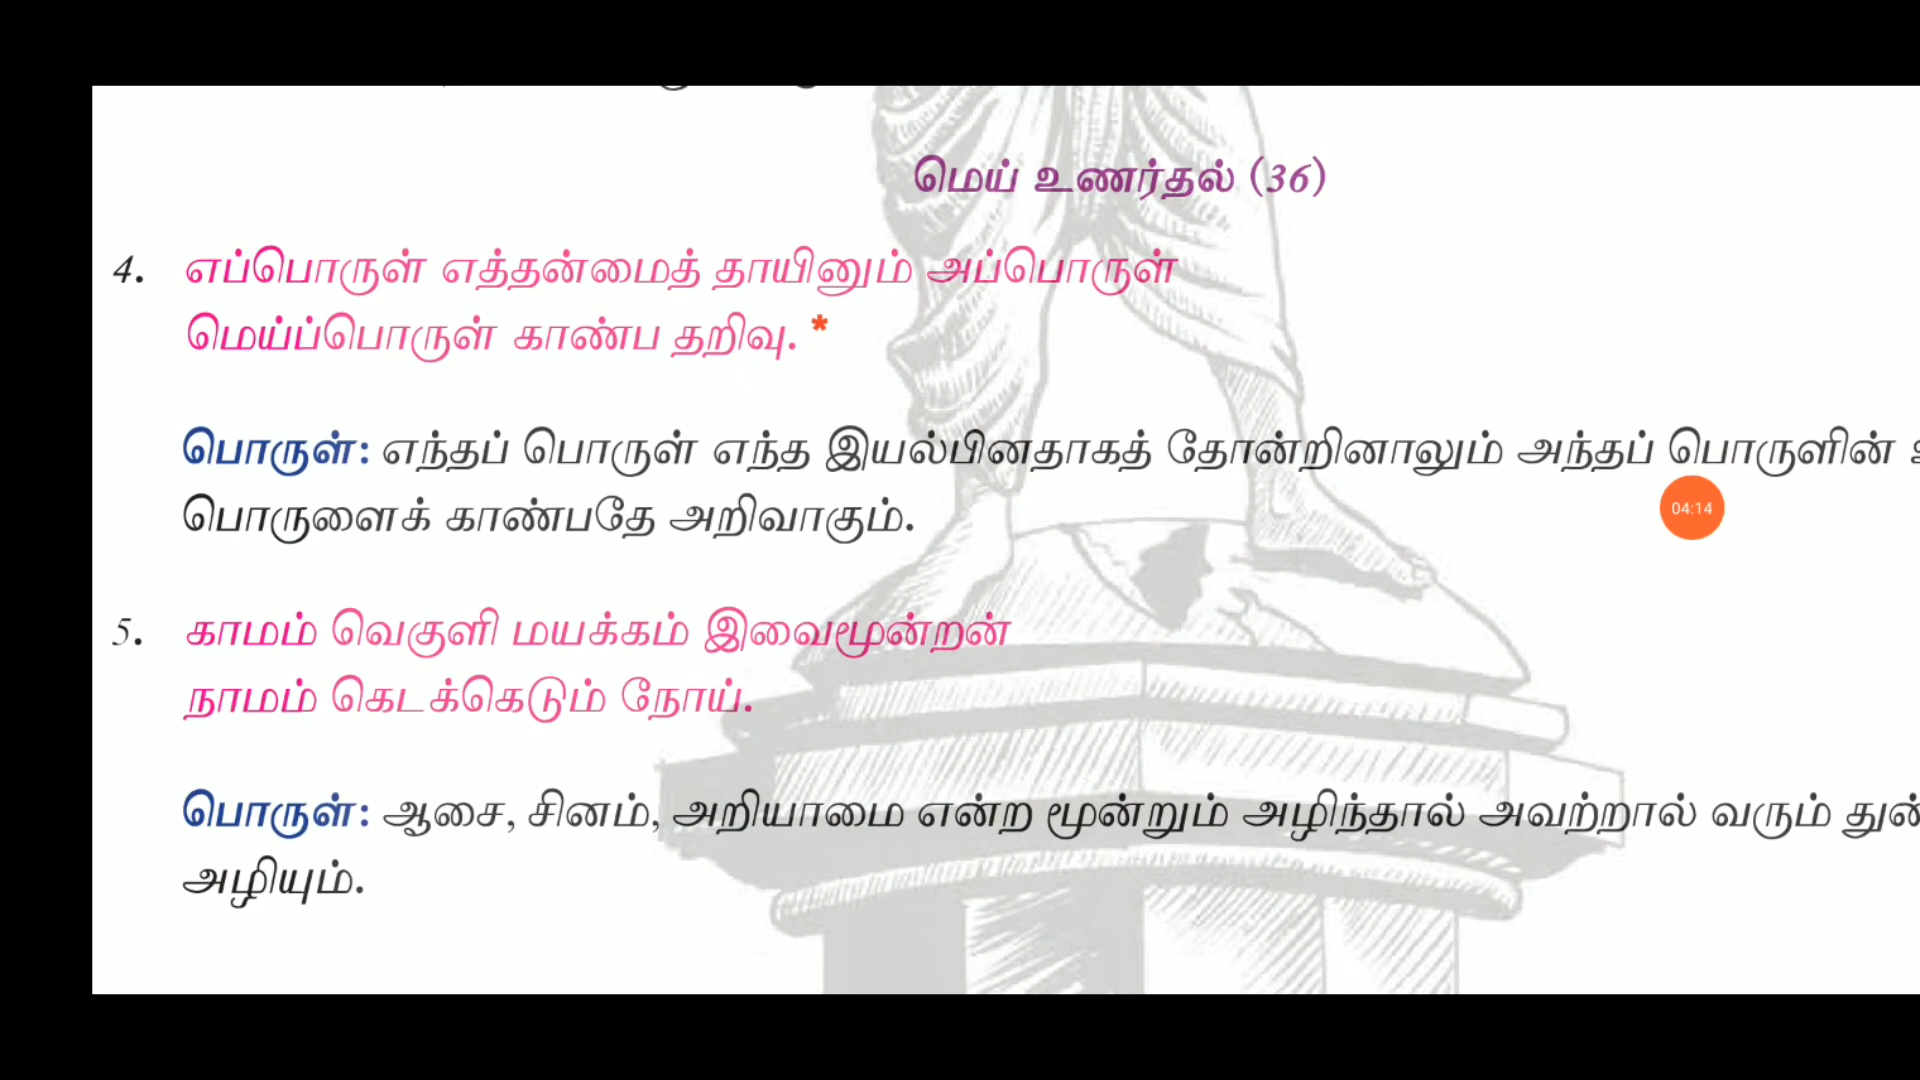 மெய் உணர்தல் (36)
4. எப்பொருள் எத்தன்மைத் தாயினும் அப்பொருள்
மெய்ப்பொருள் காண்ப தறிவு. *
பொருள்: எந்தப் பொருள் எந்த இயல்பினதாகத் தோன்றினாலும் அந்தப் பொருளின்
04:14
பொருளைக் காண்பதே அறிவாகும்.
5. காமம் வெகுளி மயக்கம் இவைமூன்றன்
நாமம் கெடக்கெடும் நோய்.
பொருள்: ஆசை, சினம், அறியாமை என்ற மூன்றும் அழிந்தால் அவற்றால் வரும்
அழியும்.